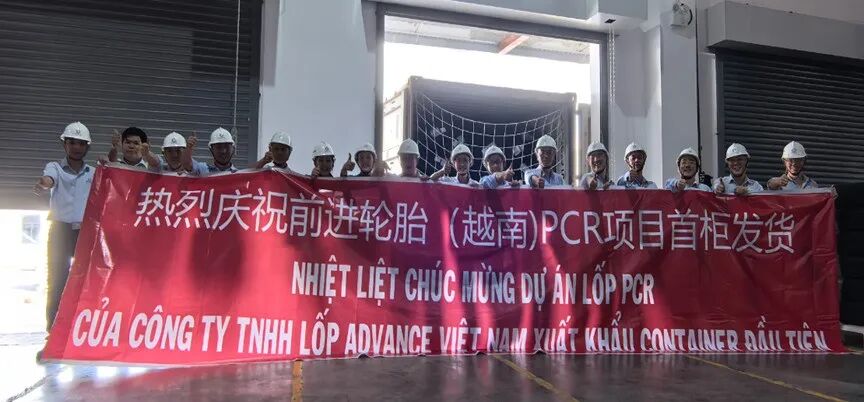 热烈庆祝前进轮胎（越南)PCR项目首柜发货
NHIỆT LIỆT CHÚC MỪNG DỰ ÁN LỐP PCR
CỦA CÔNG TY TNHH LỐP ADVANCE VIỆT NAM XUẤT KHẨU CONTAINER ĐẦU TIÊN